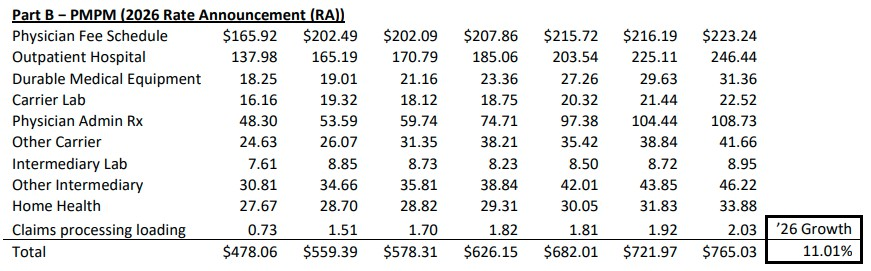 Part B – PMPM (2026 Rate Announcement (RA))
Physician Fee Schedule $165.92 $202.49 $202.09 $207.86 $215.72 $216.19 $223.24
Outpatient Hospital 137.98 165.19 170.79 185.06 203.54 225.11 246.44
Durable Medical Equipment 18.25 19.01 21.16 23.36 27.26 29.63 31.36
Carrier Lab 16.16 19.32 18.12 18.75 20.32 21.44 22.52
Physician Admin Rx 48.30 53.59 59.74 74.71 97.38 104.44 108.73
Other Carrier 24.63 26.07 31.35 38.21 35.42 38.84 41.66
Intermediary Lab 7.61 8.85 8.73 8.23 8.50 8.72 8.95
Other Intermediary 30.81 34.66 35.81 38.84 42.01 43.85 46.22
Home Health 27.67 28.70 28.82 29.31 30.05 31.83 33.88
Claims processing loading 0.73 1.51 1.70 1.82 1.81 1.92 2.03 ’26 Growth
Total $478.06 $559.39 $578.31 $626.15 $682.01 $721.97 $765.03 11.01%